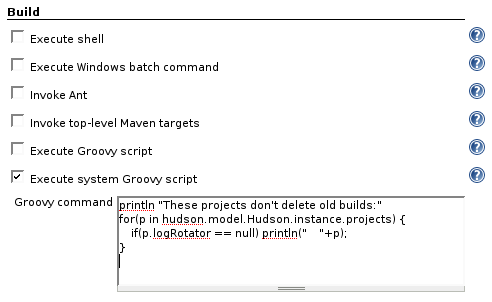 Build
Execute shell
Execute Windows batch command
Invoke Ant
Invoke top-level Maven targets
Execute Groovy script
Execute system Groovy script
Groovy command
println "These projects don't delete old builds:"
for(p in hudson.model.Hudson.instance.projects) {
    if(p.logRotator == null) println("    "+p);
}